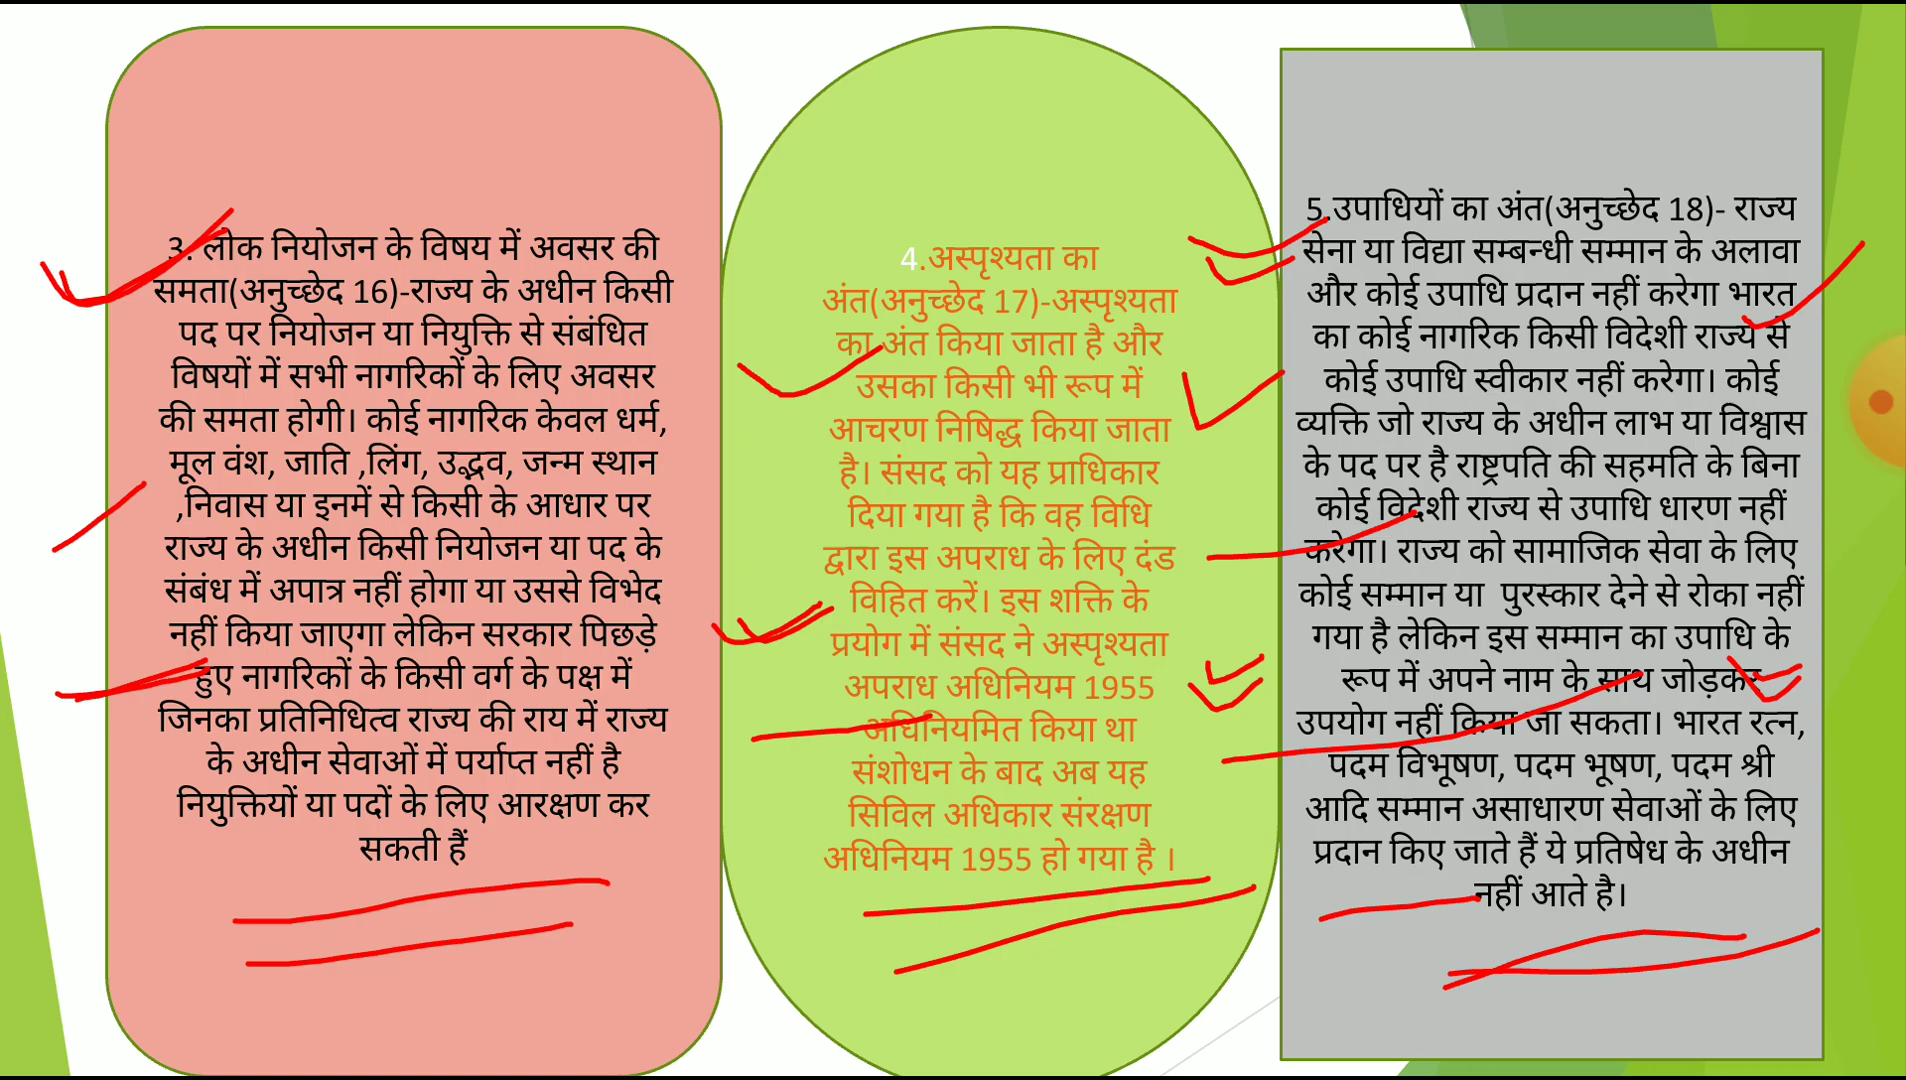 3. लोक नियोजन के विषय में अवसर की
समता(अनुच्छेद 16)-राज्य के अधीन किसी
पद पर नियोजन या नियुक्ति से संबंधित
विषयों में सभी नागरिकों के लिए अवसर
की समता होगी। कोई नागरिक केवल धर्म,
मूल वंश, जाति ,लिंग, उद्भव, जन्म स्थान
,निवास या इनमें से किसी के आधार पर
राज्य के अधीन किसी नियोजन या पद के
संबंध में अपात्र नहीं होगा या उससे विभेद
नहीं किया जाएगा लेकिन सरकार पिछड़े
हुए नागरिकों के किसी वर्ग के पक्ष में
जिनका प्रतिनिधित्व राज्य की राय में राज्य
के अधीन सेवाओं में पर्याप्त नहीं है
नियुक्तियों या पदों के लिए आरक्षण कर
सकती हैं
4.अस्पृश्यता का
अंत(अनुच्छेद 17)-अस्पृश्यता
का अंत किया जाता है और
उसका किसी भी रूप में
आचरण निषिद्ध किया जाता
है। संसद को यह प्राधिकार
दिया गया है कि वह विधि
द्वारा इस अपराध के लिए दंड
विहित करें। इस शक्ति के
प्रयोग में संसद ने अस्पृश्यता
अपराध अधिनियम 1955
अधिनियमित किया था
संशोधन के बाद अब यह
सिविल अधिकार संरक्षण
अधिनियम 1955 हो गया है ।
5.उपाधियों का अंत(अनुच्छेद 18)- राज्य
सेना या विद्या सम्बन्धी सम्मान के अलावा
और कोई उपाधि प्रदान नहीं करेगा भारत
का कोई नागरिक किसी विदेशी राज्य से
कोई उपाधि स्वीकार नहीं करेगा। कोई
व्यक्ति जो राज्य के अधीन लाभ या विश्वास
के पद पर है राष्ट्रपति की सहमति के बिना
कोई विदेशी राज्य से उपाधि धारण नहीं
करेगा। राज्य को सामाजिक सेवा के लिए
कोई सम्मान या पुरस्कार देने से रोका नहीं
गया है लेकिन इस सम्मान का उपाधि के
रूप में अपने नाम के साथ जोड़कर
उपयोग नहीं किया जा सकता। भारत रत्न,
पदम विभूषण, पदम भूषण, पदम श्री
आदि सम्मान असाधारण सेवाओं के लिए
प्रदान किए जाते हैं ये प्रतिषेध के अधीन
नहीं आते है।